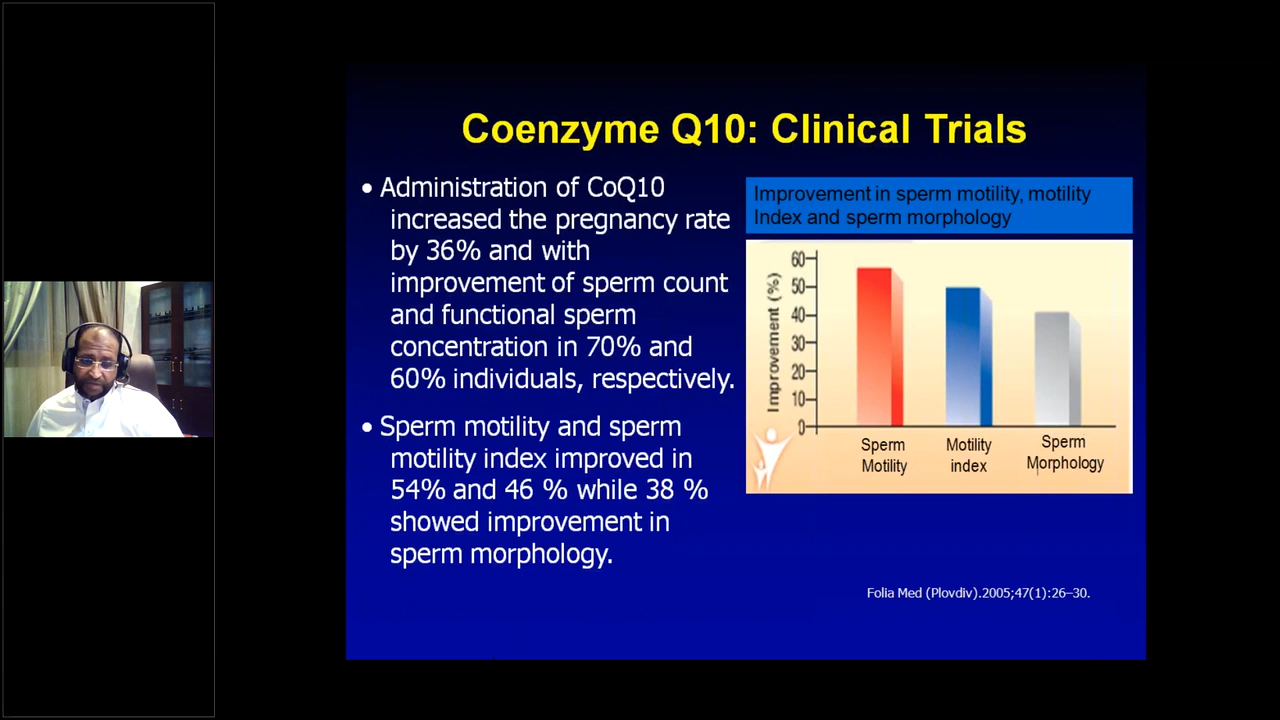 Coenzyme Q10: Clinical Trials
• Administration of CoQ10
increased the pregnancy rate
by 36% and with
improvement of sperm count
and functional sperm
concentration in 70% and
60% individuals, respectively.
• Sperm motility and sperm
motility index improved in
54% and 46 % while 38 %
showed improvement in
sperm morphology.
Improvement in sperm motility, motility
Index and sperm morphology
Improvement (%)
60
50
40
30
20
10
0
Sperm
Motility
Motility
index
Sperm
Morphology
Folia Med (Plovdiv).2005;47(1):26–30.